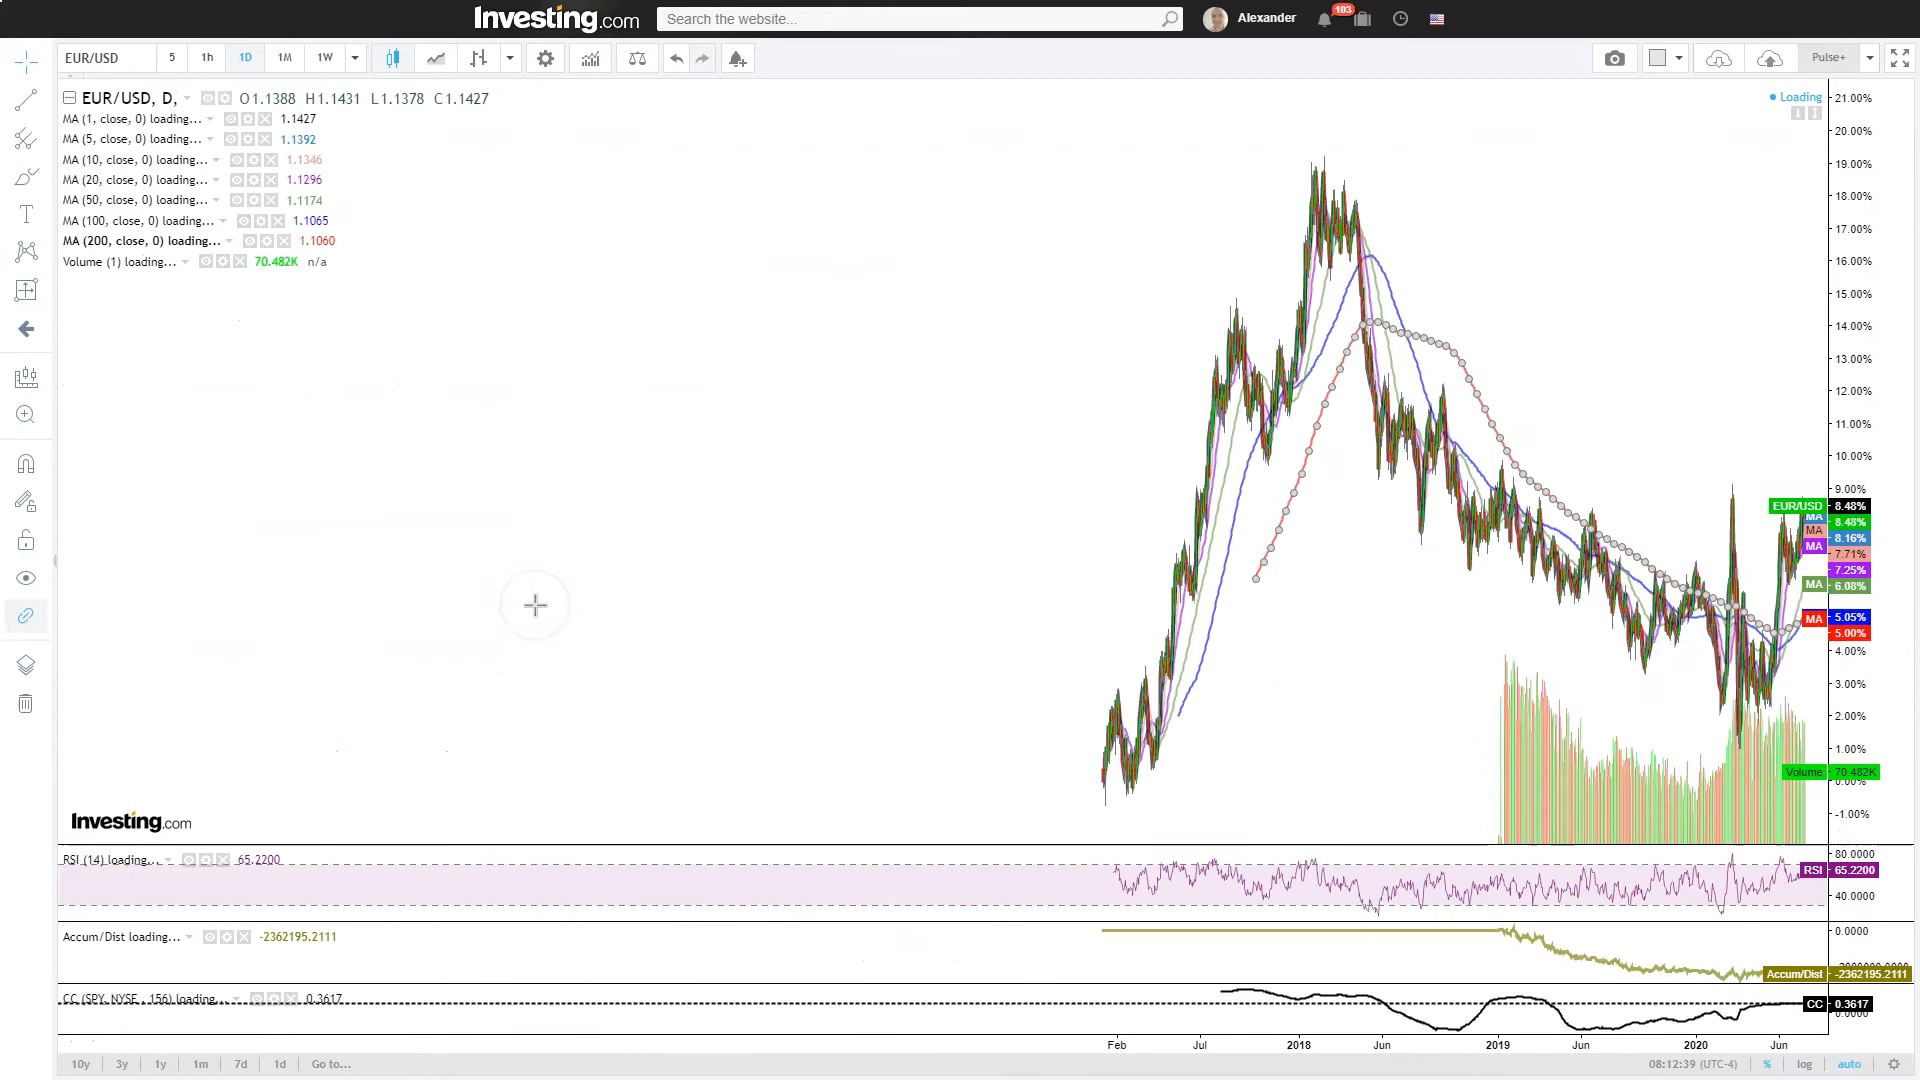 Investing.com
Search the website...
Alexander
103
EUR/USD 5 1h 1D 1M 1W
Pulse+
EUR/USD, D, O1.1388 H1.1431 L1.1378 C1.1427
MA (1, close, 0) loading... 1.1427
MA (5, close, 0) loading... 1.1392
MA (10, close, 0) loading... 1.1346
MA (20, close, 0) loading... 1.1296
MA (50, close, 0) loading... 1.1174
MA (100, close, 0) loading... 1.1065
MA (200, close, 0) loading... 1.1060
Volume (1) loading... 70.482K n/a
Loading
21.00%
20.00%
19.00%
18.00%
17.00%
16.00%
15.00%
14.00%
13.00%
12.00%
11.00%
10.00%
9.00%
EUR/USD 8.48%
8.48%
MA 8.16%
MA 7.71%
MA 7.25%
MA 6.08%
5.05%
MA 5.00%
4.00%
3.00%
2.00%
1.00%
Volume 70.482K
0.00%
-1.00%
Investing.com
RSI (14) loading... 65.2200
80.0000
RSI 65.2200
40.0000
Accum/Dist loading... -2362195.2111
0.0000
Accum/Dist -2362195.2111
CC (SPY, NYSE , 156) loading... 0.3617
CC 0.3617
0.0000
Feb Jul 2018 Jun 2019 Jun 2020 Jun
10y 3y 1y 1m 7d 1d Go to...
08:12:39 (UTC-4) % log auto